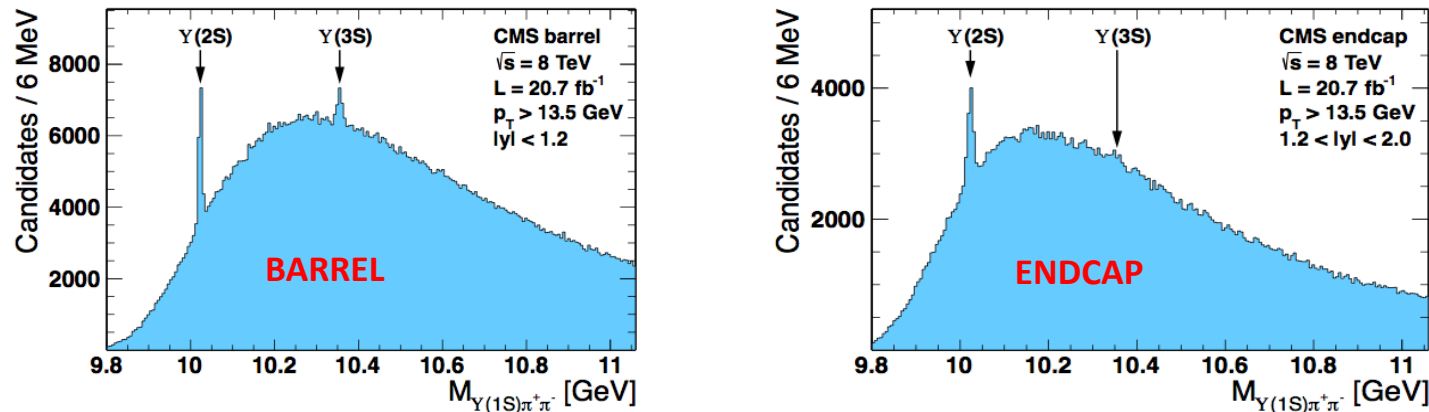 Candidates / 6 MeV
8000
6000
4000
2000
ϒ(2S)
ϒ(3S)
CMS barrel
√s = 8 TeV
L = 20.7 fb⁻¹
p_T > 13.5 GeV
|y| < 1.2
BARREL
9.8 10 10.2 10.4 10.6 10.8 11
M_ϒ(1S)π⁺π⁻ [GeV]
Candidates / 6 MeV
4000
2000
ϒ(2S)
ϒ(3S)
CMS endcap
√s = 8 TeV
L = 20.7 fb⁻¹
p_T > 13.5 GeV
1.2 < |y| < 2.0
ENDCAP
9.8 10 10.2 10.4 10.6 10.8 11
M_ϒ(1S)π⁺π⁻ [GeV]